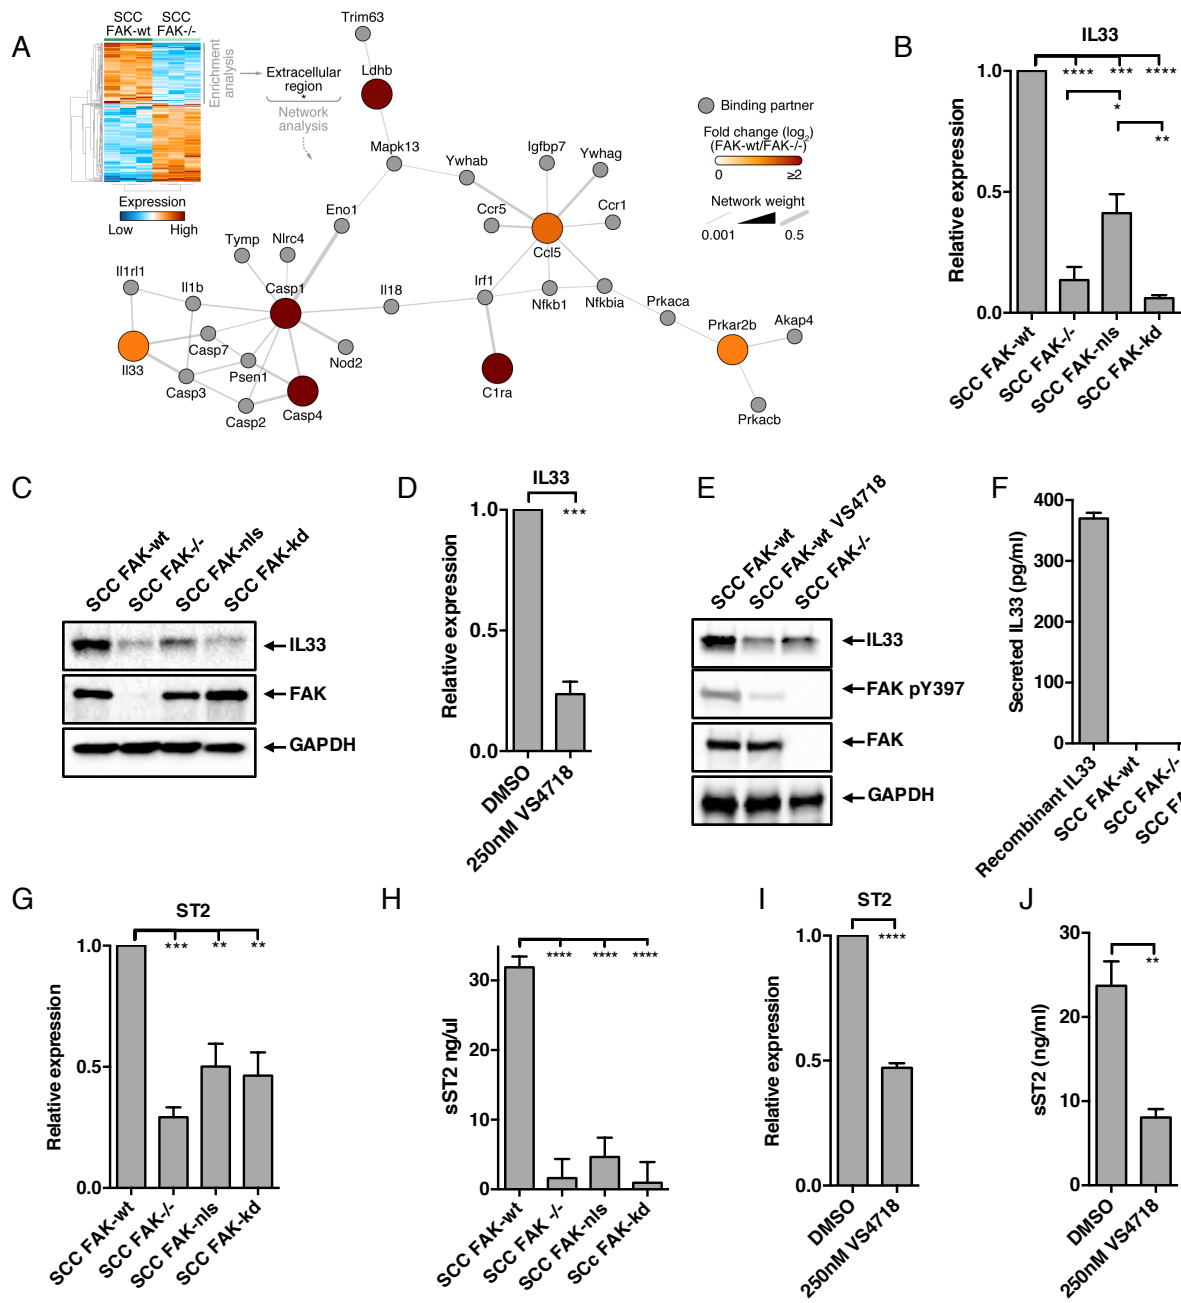 A
SCC SCC
FAK-wt FAK-/-
Enrichment
analysis
Extracellular
region
*
Network
analysis
Expression
Low High
Trim63
Ldhb
Mapk13
Ywhab
Igfbp7
Ywhag
Ccr5
Ccr1
Ccl5
Eno1
Tymp
Nlrc4
Il1rl1
Il1b
Casp1
Il18
Irf1
Nfkb1
Nfkbia
Prkaca
Prkar2b
Akap4
Prkacb
Il33
Casp7
Nod2
Psen1
Casp3
Casp2
Casp4
C1ra
Binding partner
Fold change (log2)
(FAK-wt/FAK-/-)
0 ≥2
Network weight
0.001 0.5
B
IL33
**** *** ****
*
**
Relative expression
1.0
0.5
0.0
SCC FAK-wt
SCC FAK-/-
SCC FAK-nls
SCC FAK-kd
C
SCC FAK-wt
SCC FAK-/-
SCC FAK-nls
SCC FAK-kd
IL33
FAK
GAPDH
D
IL33
***
Relative expression
1.0
0.5
0.0
DMSO
250nM VS4718
E
SCC FAK-wt
SCC FAK-wt VS4718
SCC FAK-/-
IL33
FAK pY397
FAK
GAPDH
F
Secreted IL33 (pg/ml)
400
300
200
100
0
Recombinant IL33
SCC FAK-wt
SCC FAK-/-
G
ST2
*** ** **
Relative expression
1.0
0.5
0.0
SCC FAK-wt
SCC FAK-/-
SCC FAK-nls
SCC FAK-kd
H
**** **** ****
sST2 ng/ul
30
20
10
0
SCC FAK-wt
SCC FAK -/-
SCC FAK-nls
SCc FAK-kd
I
ST2
****
Relative expression
1.0
0.5
0.0
DMSO
250nM VS4718
J
**
sST2 (ng/ml)
30
20
10
0
DMSO
250nM VS4718